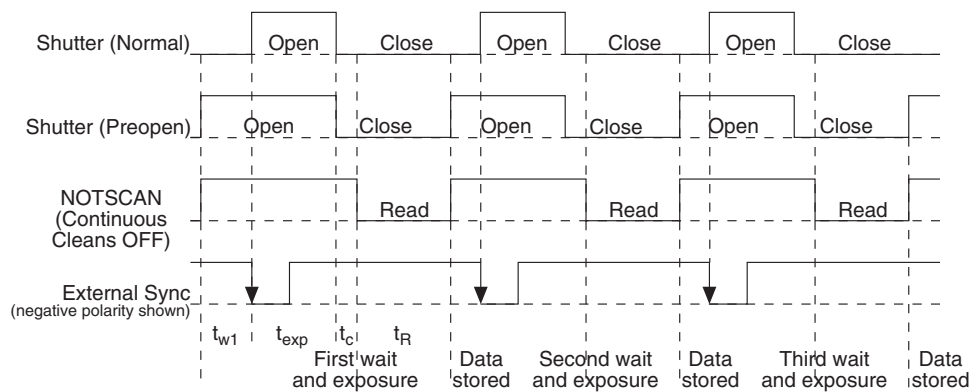 Shutter (Normal) Open Close Open Close Open Close
Shutter (Preopen) Open Close Open Close Open Close
NOTSCAN
(Continuous
Cleans OFF)
Read Read Read
External Sync
(negative polarity shown)
tw1 texp tc tR
First wait
and exposure
Data
stored
Second wait
and exposure
Data
stored
Third wait
and exposure
Data
stored